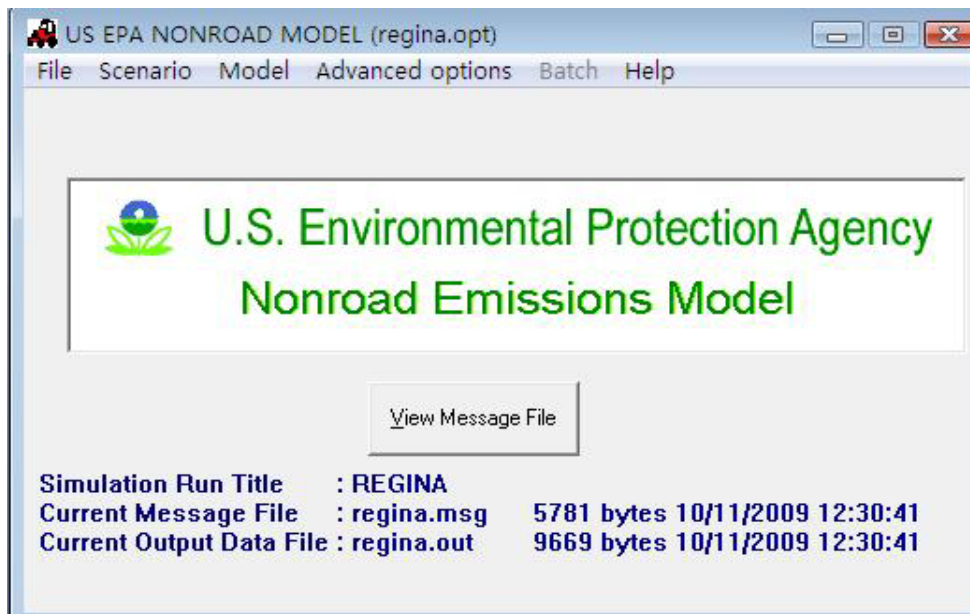 US EPA NONROAD MODEL (regina.opt)
File Scenario Model Advanced options Batch Help
U.S. Environmental Protection Agency
Nonroad Emissions Model
View Message File
Simulation Run Title : REGINA
Current Message File : regina.msg 5781 bytes 10/11/2009 12:30:41
Current Output Data File : regina.out 9669 bytes 10/11/2009 12:30:41